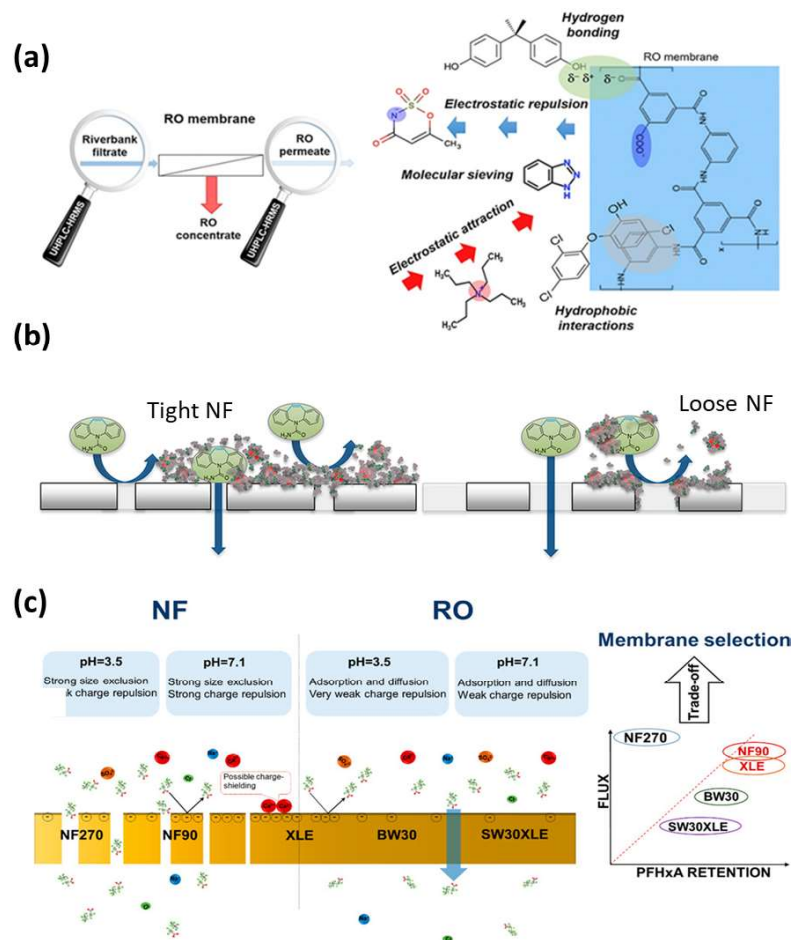 (a)
Riverbank
filtrate
RO membrane
RO
permeate
UHPLC-HRMS
UHPLC-HRMS
RO
concentrate
Hydrogen
bonding
RO membrane
HO
OH
δ⁻ δ⁺ δ⁻
O
Electrostatic repulsion
COO⁻
Molecular sieving
Electrostatic attraction
Hydrophobic
interactions
(b)
Tight NF
Loose NF
(c)
NF
RO
pH=3.5
Strong size exclusion
k charge repulsion
pH=7.1
Strong size exclusion
Strong charge repulsion
pH=3.5
Adsorption and diffusion
Very weak charge repulsion
pH=7.1
Adsorption and diffusion
Weak charge repulsion
Possible charge-
shielding
NF270
NF90
XLE
BW30
SW30XLE
Membrane selection
Trade-off
FLUX
NF270
NF90
XLE
BW30
SW30XLE
PFHxA RETENTION